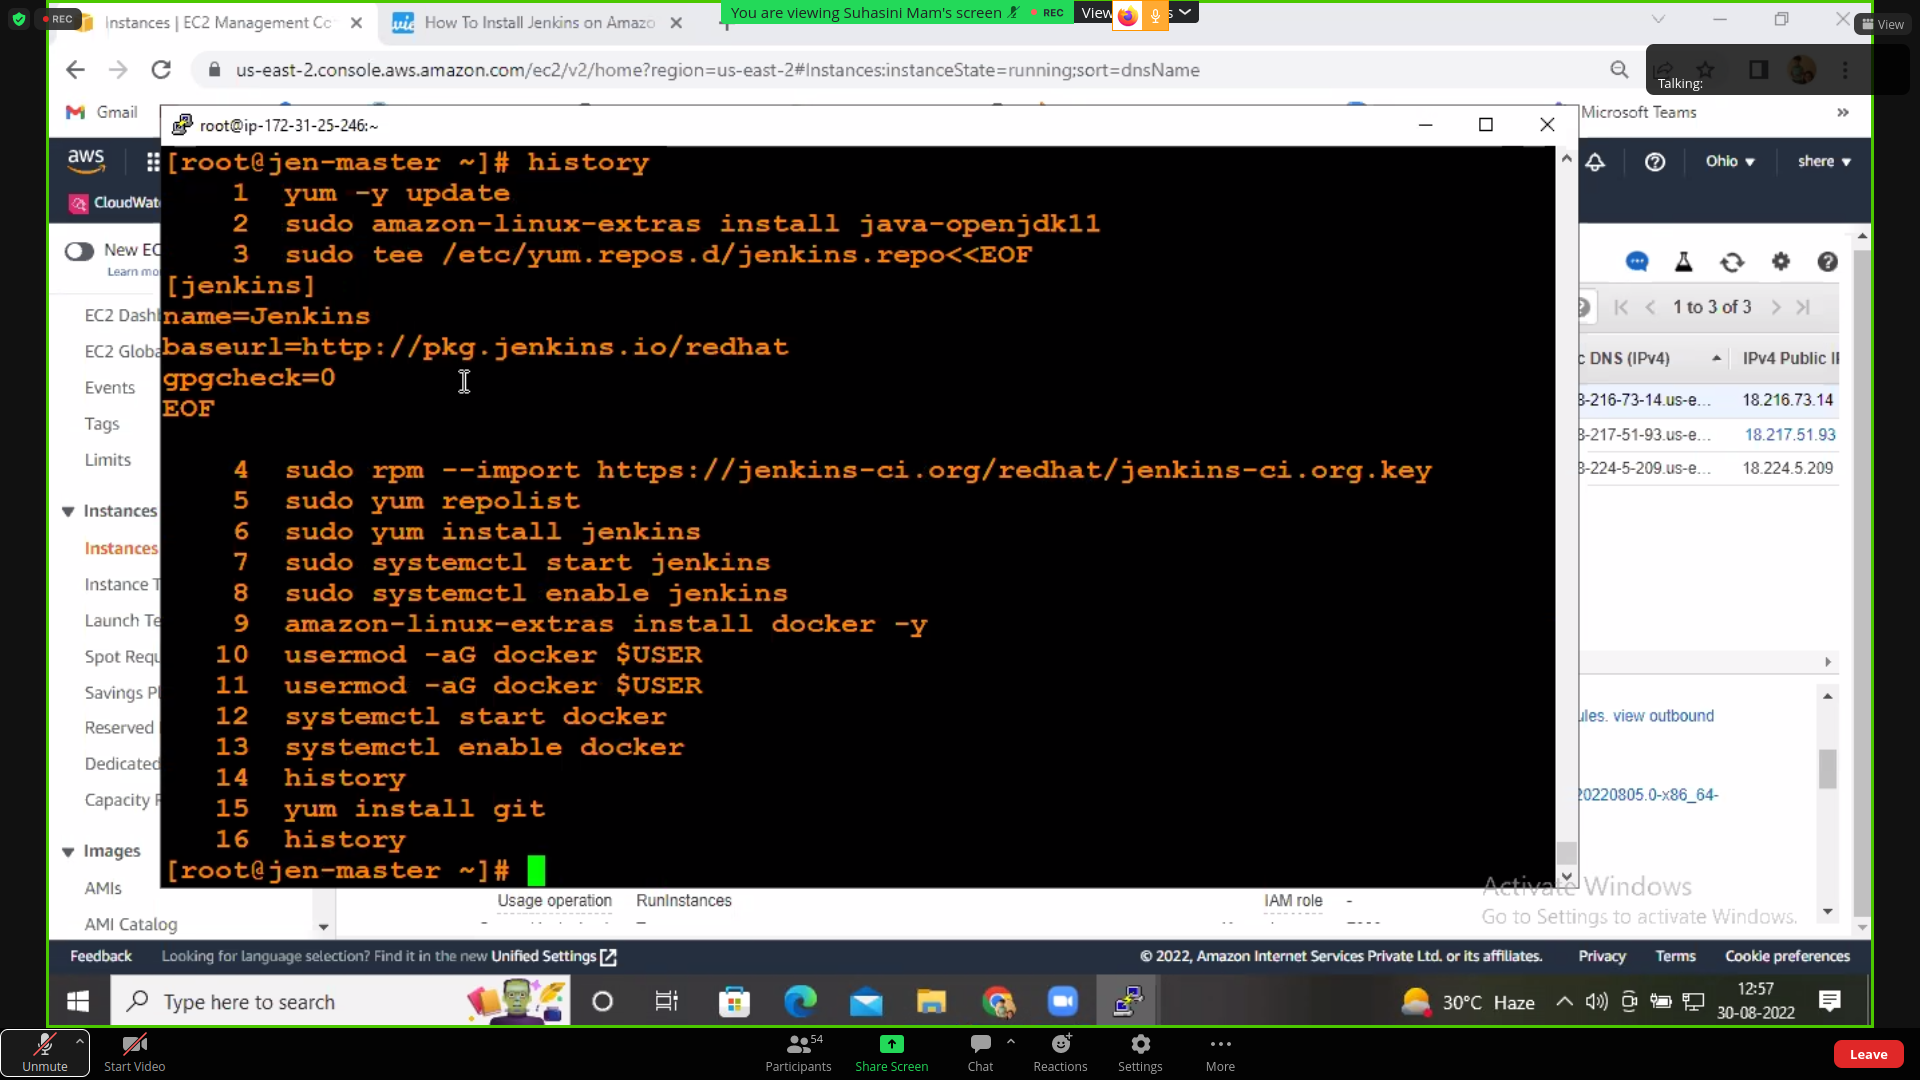 REC
You are viewing Suhasini Mam's screen
REC
View
s
View
Instances | EC2 Management Co
How To Install Jenkins on Amazo
us-east-2.console.aws.amazon.com/ec2/v2/home?region=us-east-2#Instances:instanceState=running;sort=dnsName
Talking:
Gmail
Microsoft Teams
root@ip-172-31-25-246:~
aws
Ohio
shere
CloudWat
[root@jen-master ~]# history
1 yum -y update
2 sudo amazon-linux-extras install java-openjdk11
3 sudo tee /etc/yum.repos.d/jenkins.repo<<EOF
[jenkins]
name=Jenkins
baseurl=http://pkg.jenkins.io/redhat
gpgcheck=0
EOF
4 sudo rpm --import https://jenkins-ci.org/redhat/jenkins-ci.org.key
5 sudo yum repolist
6 sudo yum install jenkins
7 sudo systemctl start jenkins
8 sudo systemctl enable jenkins
9 amazon-linux-extras install docker -y
10 usermod -aG docker $USER
11 usermod -aG docker $USER
12 systemctl start docker
13 systemctl enable docker
14 history
15 yum install git
16 history
[root@jen-master ~]#
New EC
Learn mo
EC2 Dash
EC2 Globa
Events
Tags
Limits
Instances
Instances
Instance T
Launch Te
Spot Requ
Savings Pl
Reserved
Dedicated
Capacity R
Images
AMIs
AMI Catalog
1 to 3 of 3
c DNS (IPv4)
IPv4 Public I
3-216-73-14.us-e...
18.216.73.14
3-217-51-93.us-e...
18.217.51.93
3-224-5-209.us-e...
18.224.5.209
ules. view outbound
20220805.0-x86_64-
Usage operation
RunInstances
IAM role
-
Activate Windows
Go to Settings to activate Windows.
Feedback
Looking for language selection? Find it in the new Unified Settings
© 2022, Amazon Internet Services Private Ltd. or its affiliates.
Privacy
Terms
Cookie preferences
Type here to search
30°C Haze
12:57
30-08-2022
Unmute
Start Video
54
Participants
Share Screen
Chat
Reactions
Settings
More
Leave